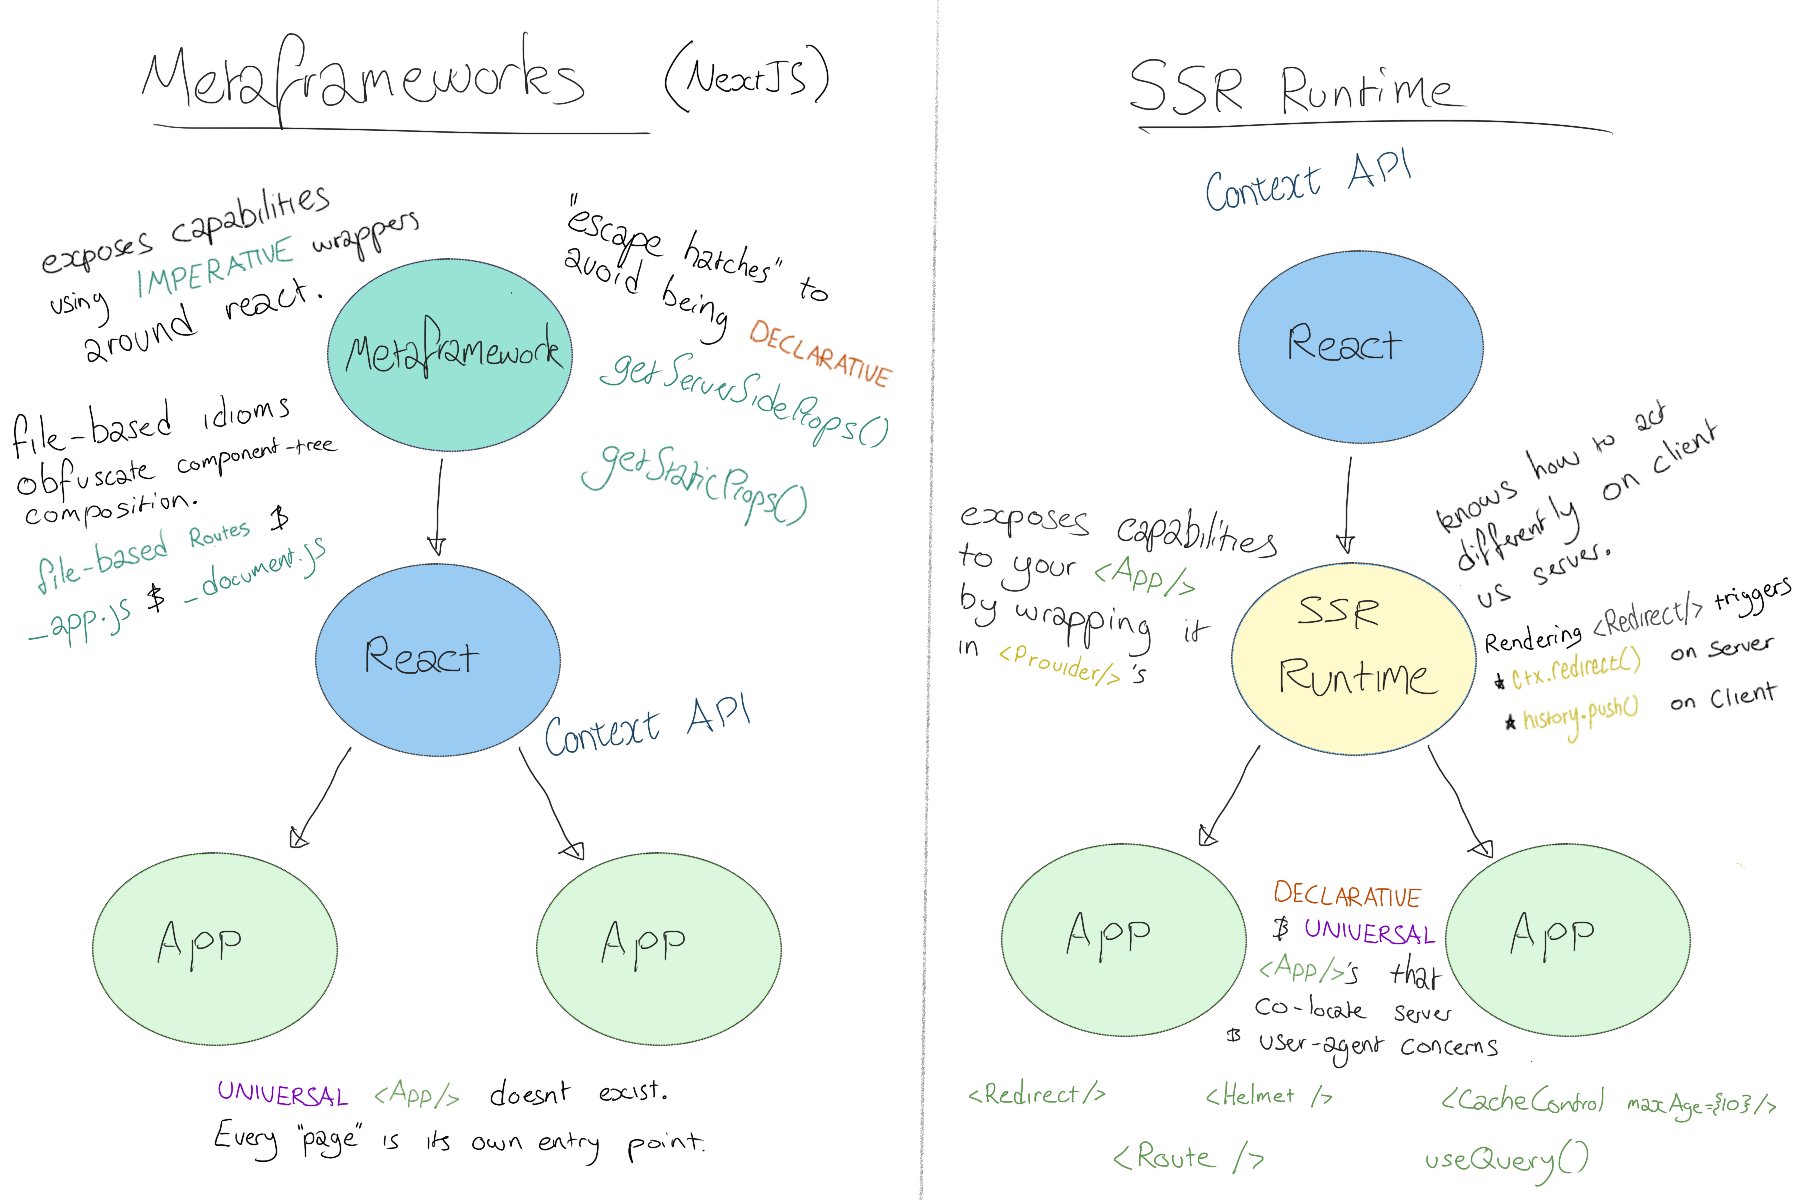 Metaframeworks (NextJS)
exposes capabilities
using IMPERATIVE wrappers
around react.
"escape hatches" to
avoid being DECLARATIVE
getServerSideProps()
getStaticProps()
Metaframework
file-based idioms
obfuscate component-tree
composition.
file-based Routes &
_app.js & _document.js
React
Context API
App
App
UNIVERSAL <App/> doesnt exist.
Every "page" is its own entry point.
SSR Runtime
Context API
React
exposes capabilities
to your <App/>
by wrapping it
in <Provider/>'s
knows how to act
differently on client
vs server.
SSR
Runtime
Rendering <Redirect/> triggers
* ctx.redirect() on server
* history.push() on Client
App
DECLARATIVE
& UNIVERSAL
<App/>'s that
co-locate server
& user-agent concerns
App
<Redirect/> <Helmet /> <CacheControl maxAge={10}/>
<Route /> useQuery()